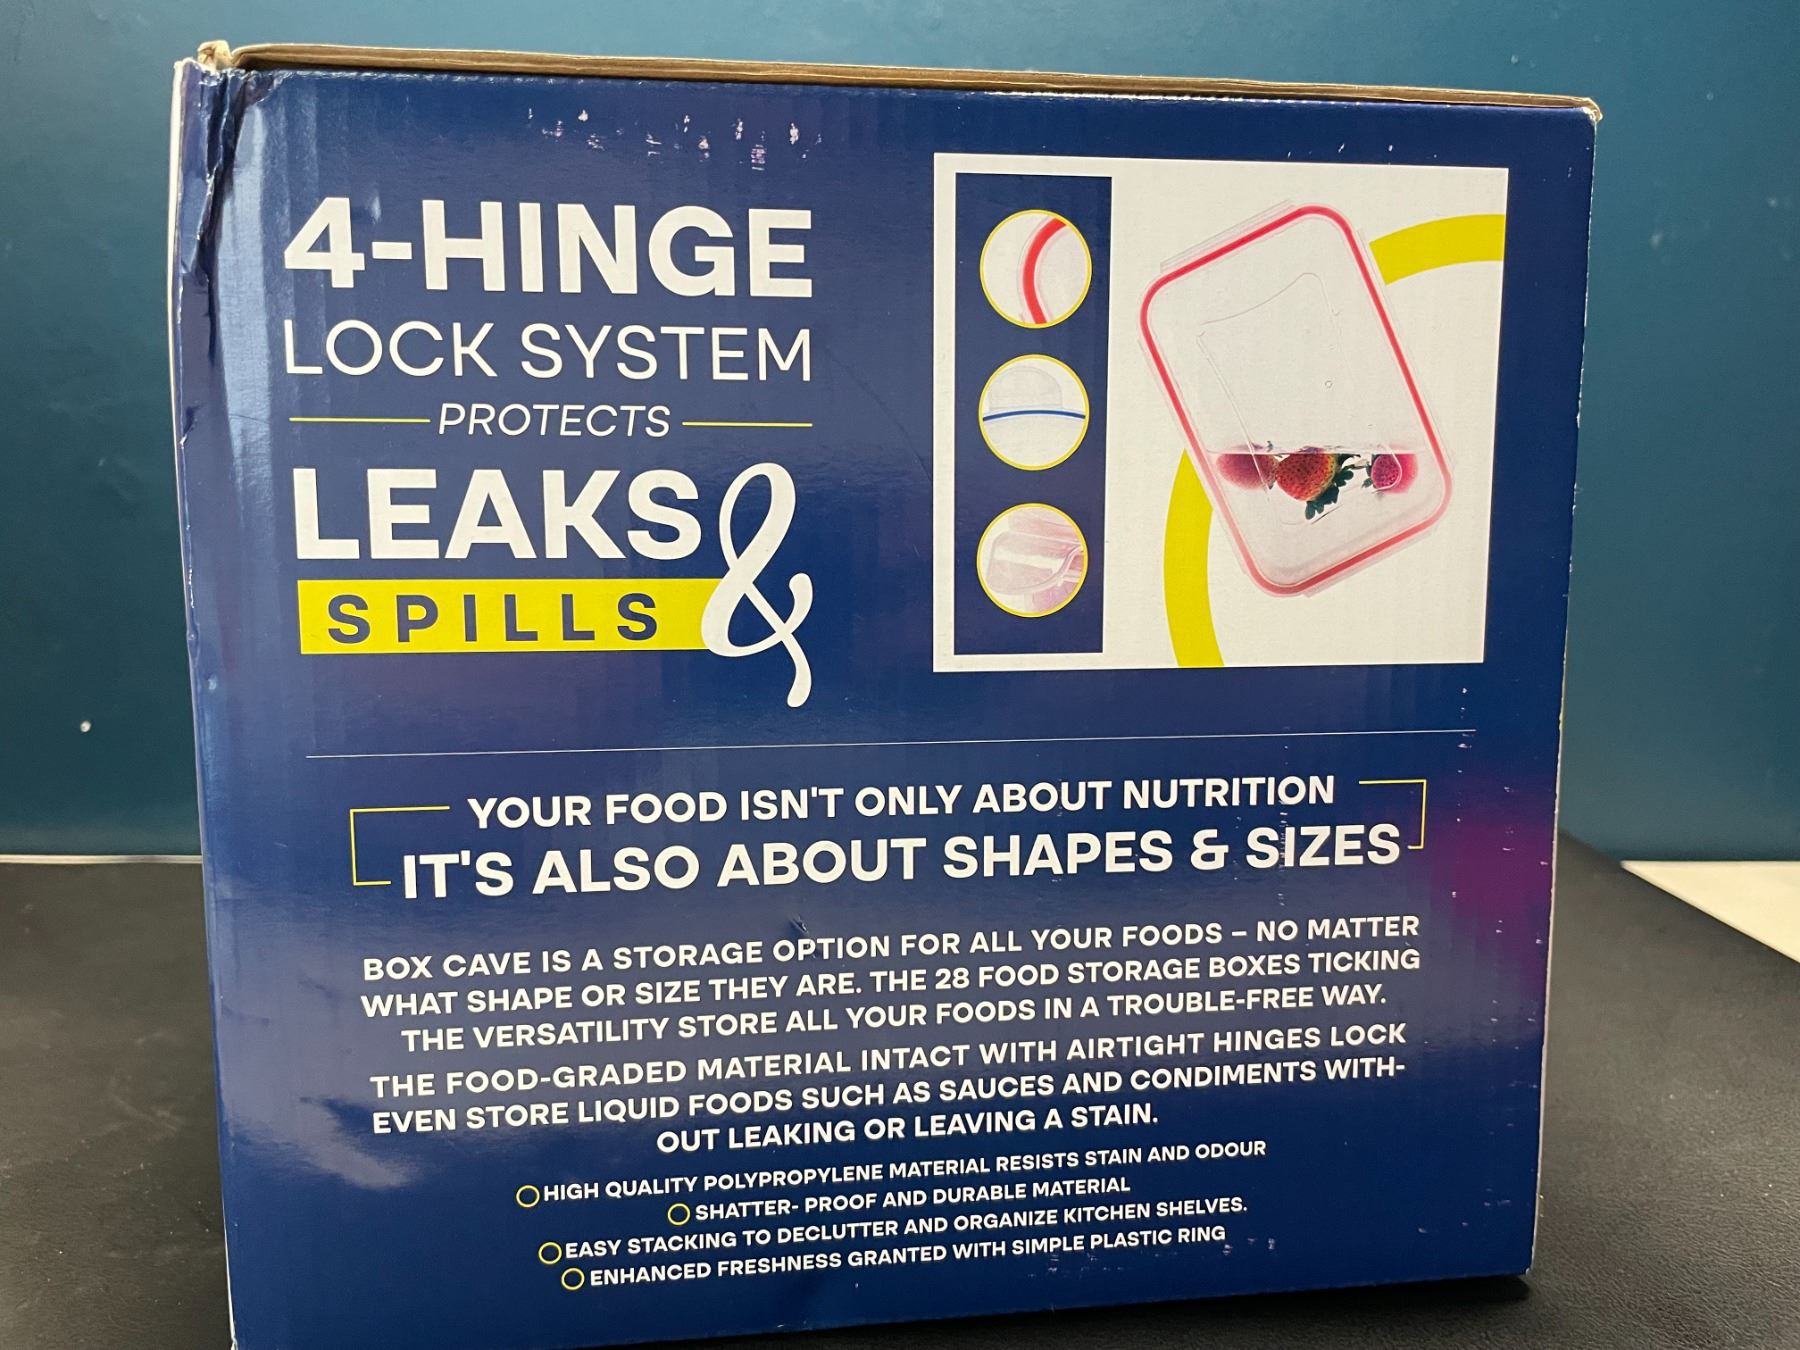 4-HINGE
LOCK SYSTEM
PROTECTS
LEAKS &
SPILLS
YOUR FOOD ISN'T ONLY ABOUT NUTRITION
IT'S ALSO ABOUT SHAPES & SIZES
BOX CAVE IS A STORAGE OPTION FOR ALL YOUR FOODS – NO MATTER
WHAT SHAPE OR SIZE THEY ARE. THE 28 FOOD STORAGE BOXES TICKING
THE VERSATILITY STORE ALL YOUR FOODS IN A TROUBLE-FREE WAY.
THE FOOD-GRADED MATERIAL INTACT WITH AIRTIGHT HINGES LOCK
EVEN STORE LIQUID FOODS SUCH AS SAUCES AND CONDIMENTS WITH-
OUT LEAKING OR LEAVING A STAIN.
HIGH QUALITY POLYPROPYLENE MATERIAL RESISTS STAIN AND ODOUR
SHATTER- PROOF AND DURABLE MATERIAL
EASY STACKING TO DECLUTTER AND ORGANIZE KITCHEN SHELVES.
ENHANCED FRESHNESS GRANTED WITH SIMPLE PLASTIC RING